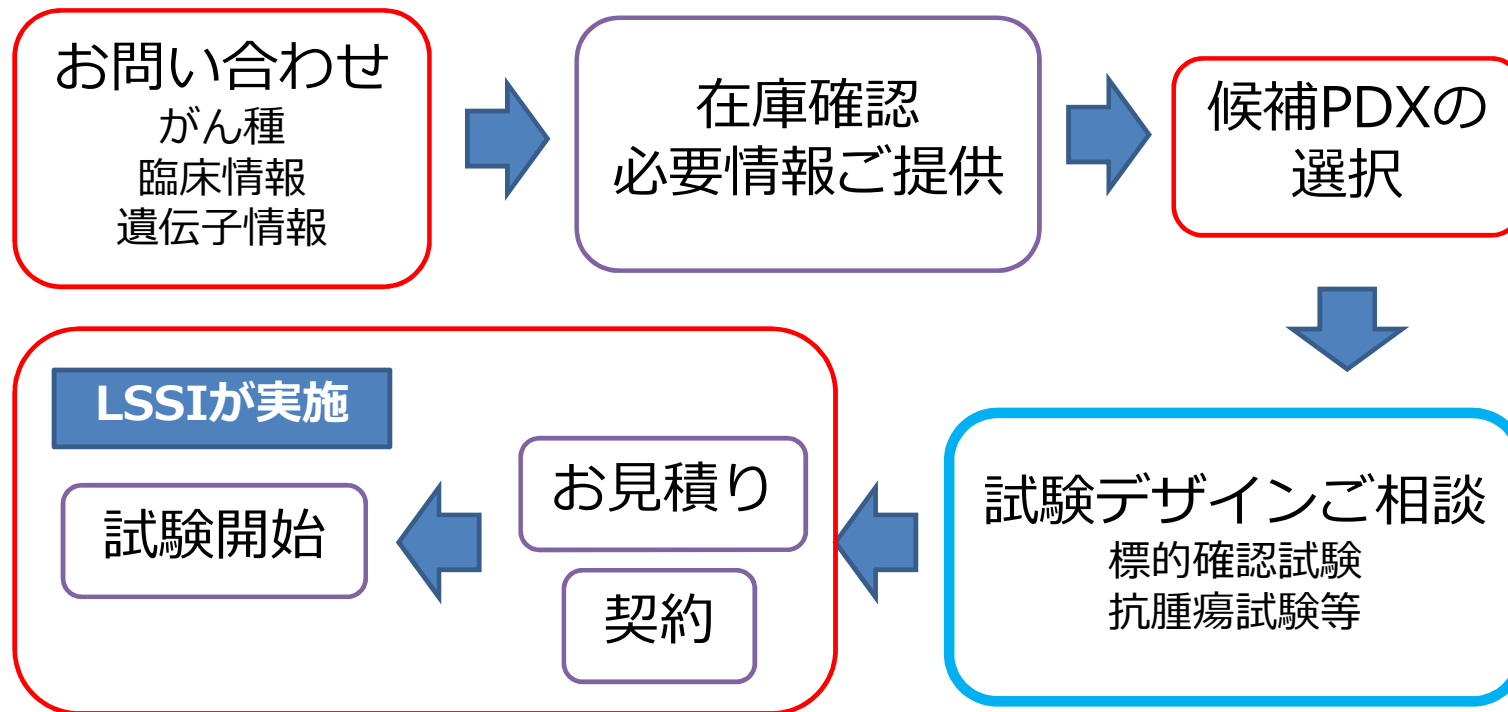 お問い合わせ
がん種
臨床情報
遺伝子情報
在庫確認
必要情報ご提供
候補PDXの
選択
試験デザインご相談
標的確認試験
抗腫瘍試験等
LSSIが実施
お見積り
契約
試験開始